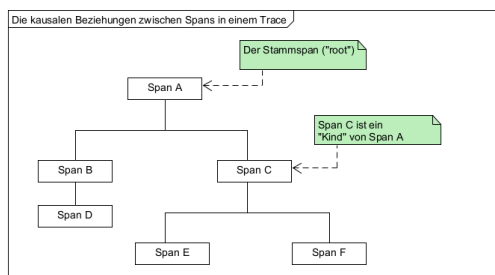 Die kausalen Beziehungen zwischen Spans in einem Trace
Der Stammspan ("root")
Span A
Span C ist ein
"Kind" von Span A
Span B
Span C
Span D
Span E
Span F